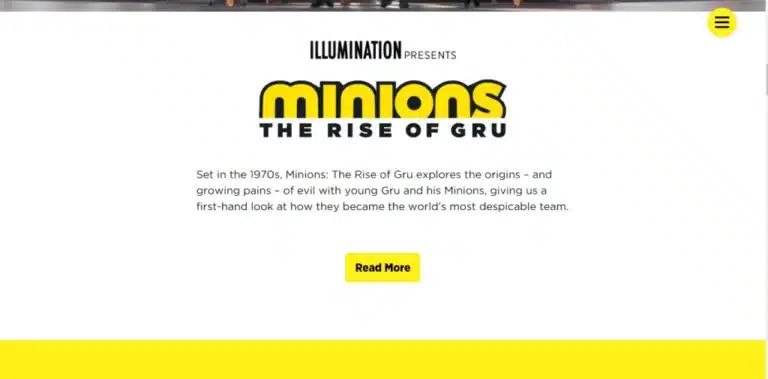 ILLUMINATION PRESENTS
minions
THE RISE OF GRU
Set in the 1970s, Minions: The Rise of Gru explores the origins – and
growing pains – of evil with young Gru and his Minions, giving us a
first-hand look at how they became the world's most despicable team.
Read More